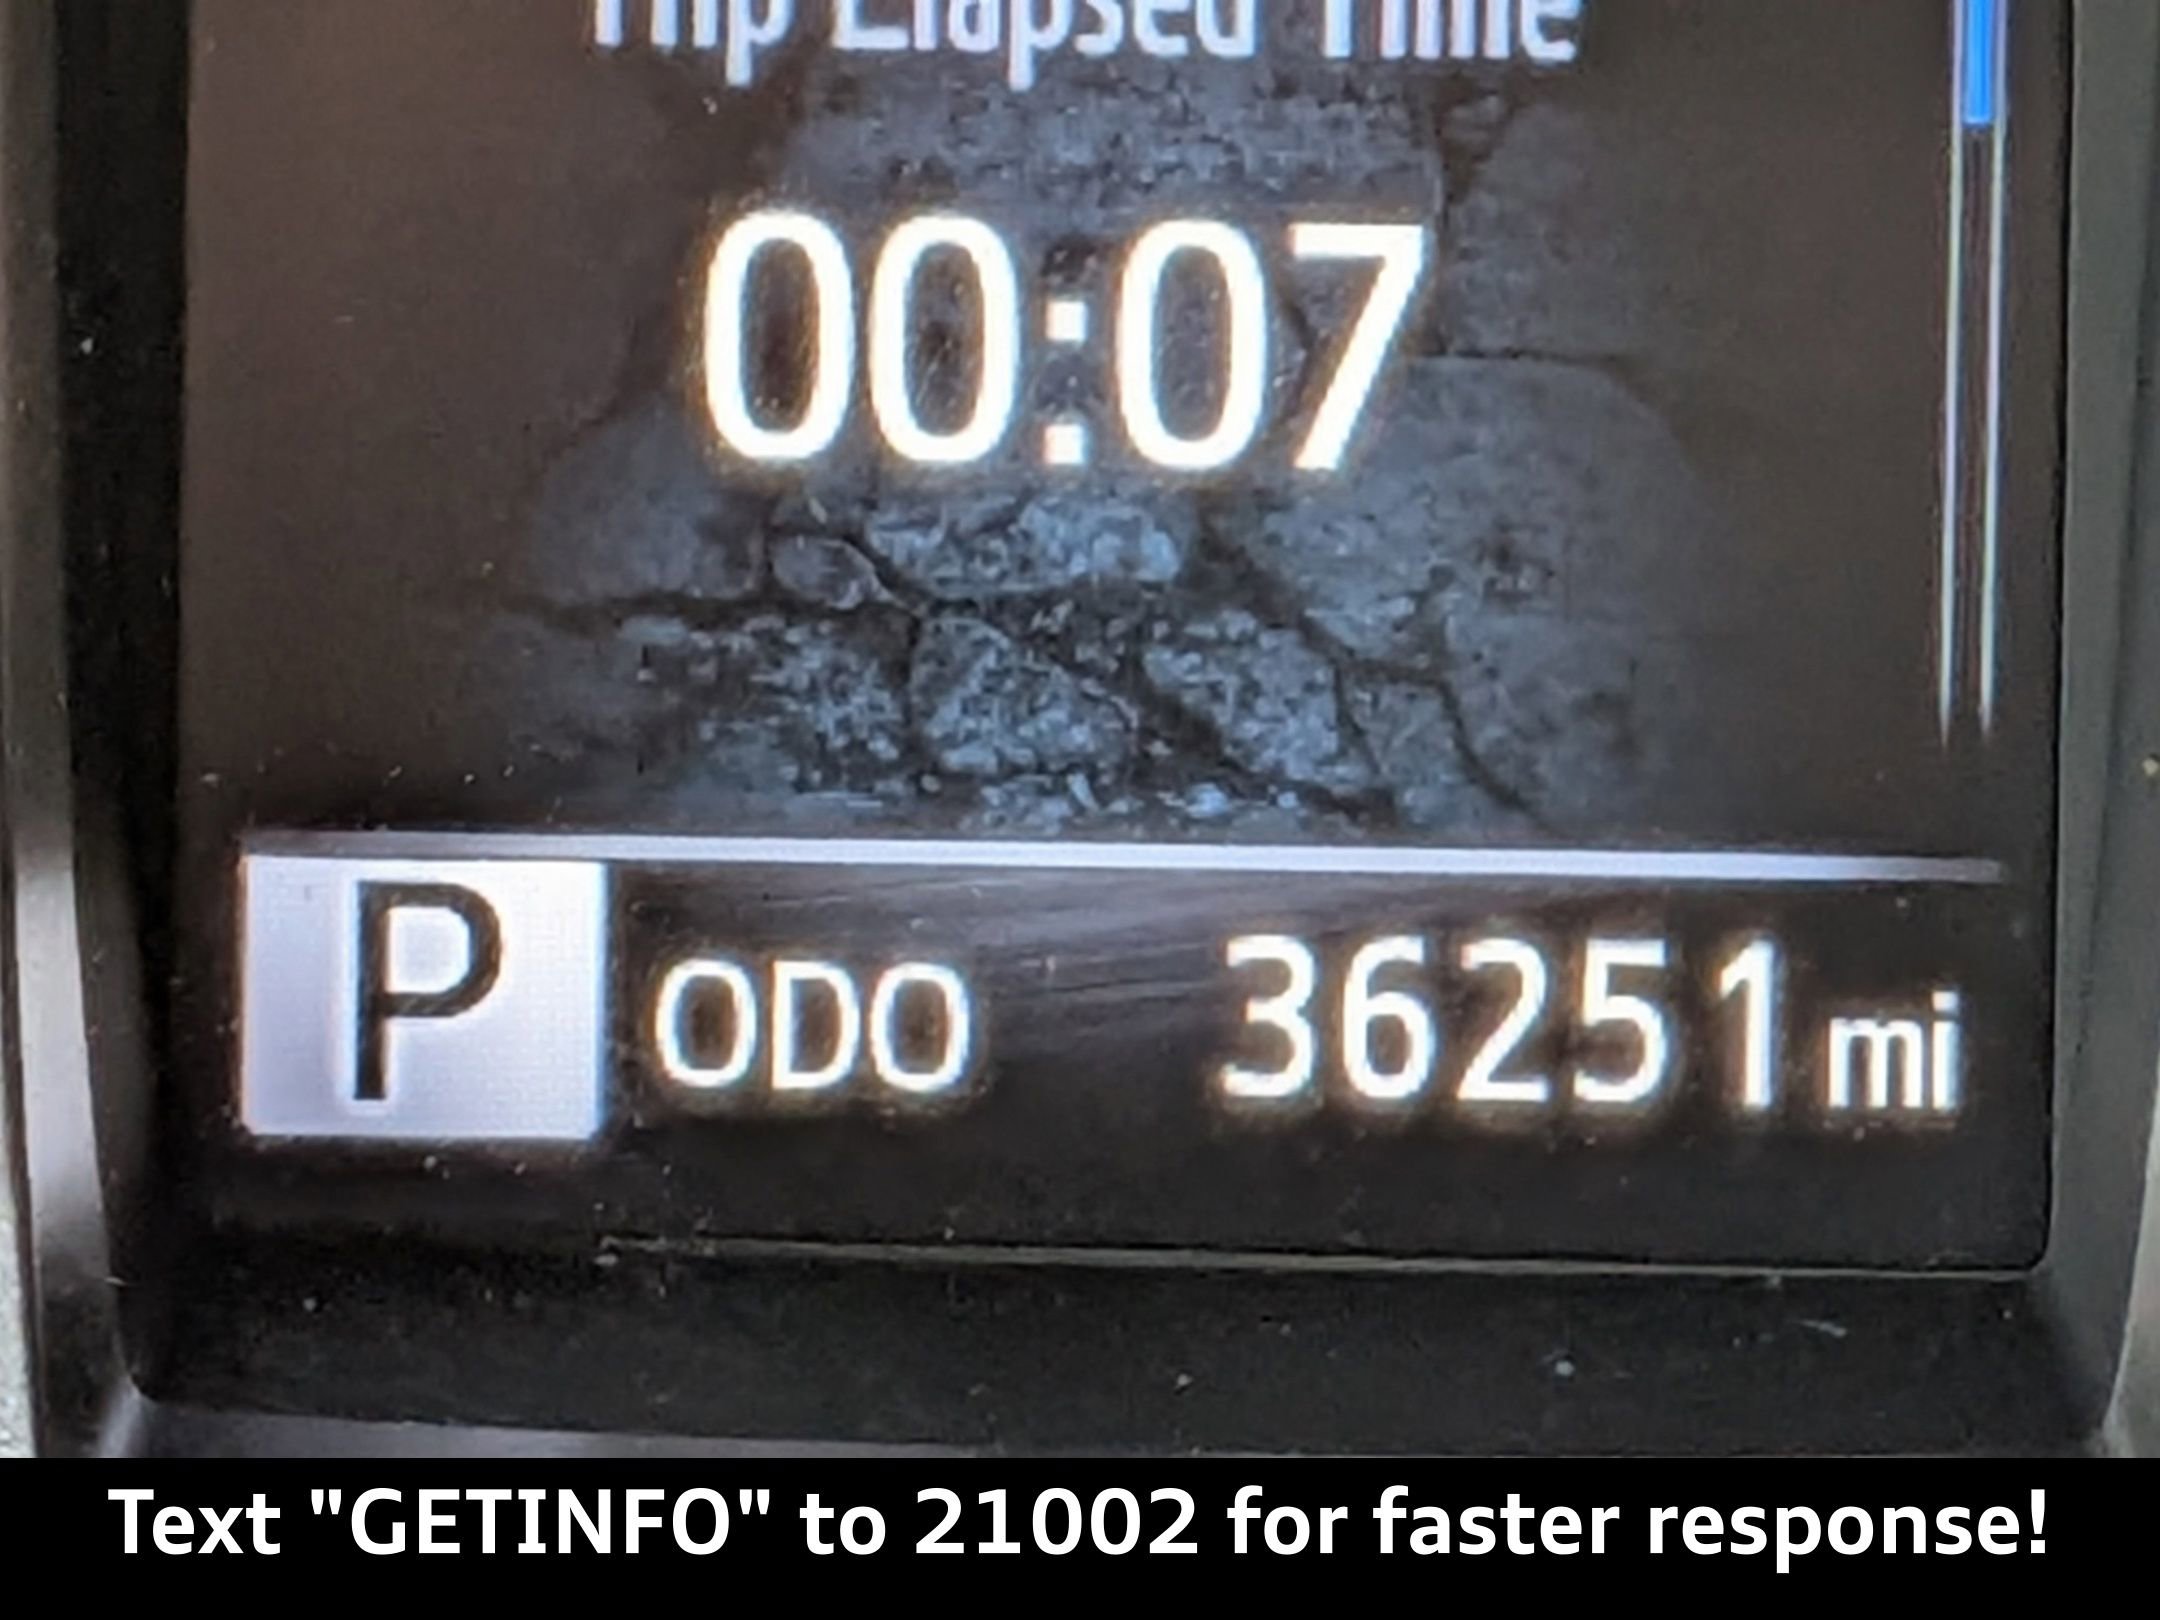 Trip Elapsed Time
00:07
P ODO 36251 mi
Text "GETINFO" to 21002 for faster response!